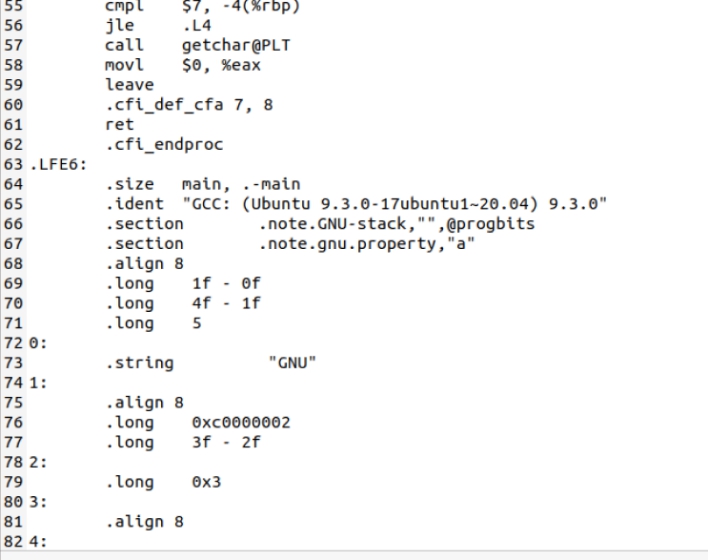 55 cmpl $7, -4(%rbp)
56 jle .L4
57 call getchar@PLT
58 movl $0, %eax
59 leave
60 .cfi_def_cfa 7, 8
61 ret
62 .cfi_endproc
63 .LFE6:
64 .size main, .-main
65 .ident "GCC: (Ubuntu 9.3.0-17ubuntu1~20.04) 9.3.0"
66 .section .note.GNU-stack,"",@progbits
67 .section .note.gnu.property,"a"
68 .align 8
69 .long 1f - 0f
70 .long 4f - 1f
71 .long 5
72 0:
73 .string "GNU"
74 1:
75 .align 8
76 .long 0xc0000002
77 .long 3f - 2f
78 2:
79 .long 0x3
80 3:
81 .align 8
82 4: